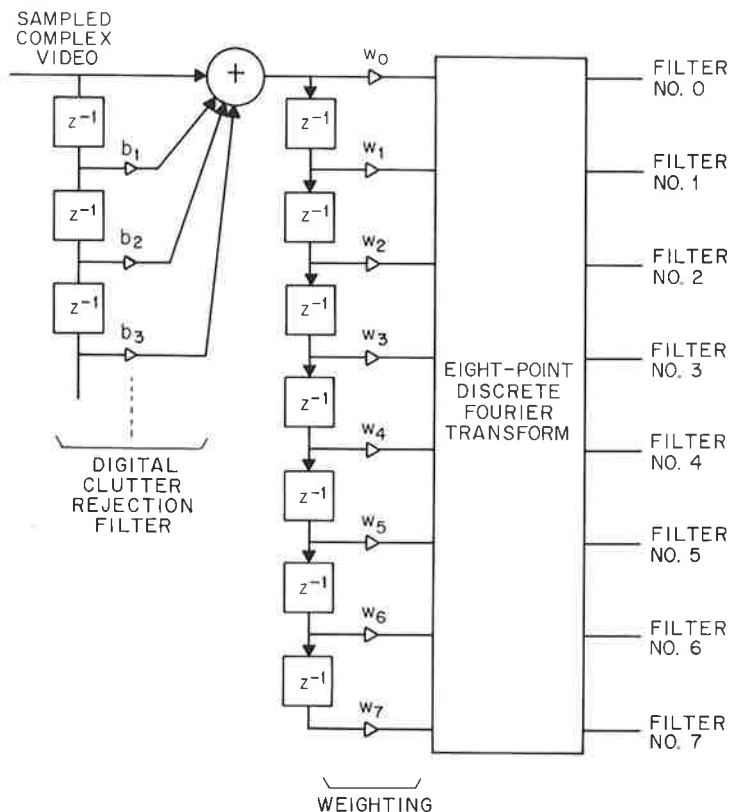 SAMPLED
COMPLEX
VIDEO
+
z⁻¹
b₁
z⁻¹
b₂
z⁻¹
b₃
DIGITAL
CLUTTER
REJECTION
FILTER
w₀
z⁻¹
w₁
z⁻¹
w₂
z⁻¹
w₃
z⁻¹
w₄
z⁻¹
w₅
z⁻¹
w₆
z⁻¹
w₇
WEIGHTING
EIGHT-POINT
DISCRETE
FOURIER
TRANSFORM
FILTER
NO. 0
FILTER
NO. 1
FILTER
NO. 2
FILTER
NO. 3
FILTER
NO. 4
FILTER
NO. 5
FILTER
NO. 6
FILTER
NO. 7